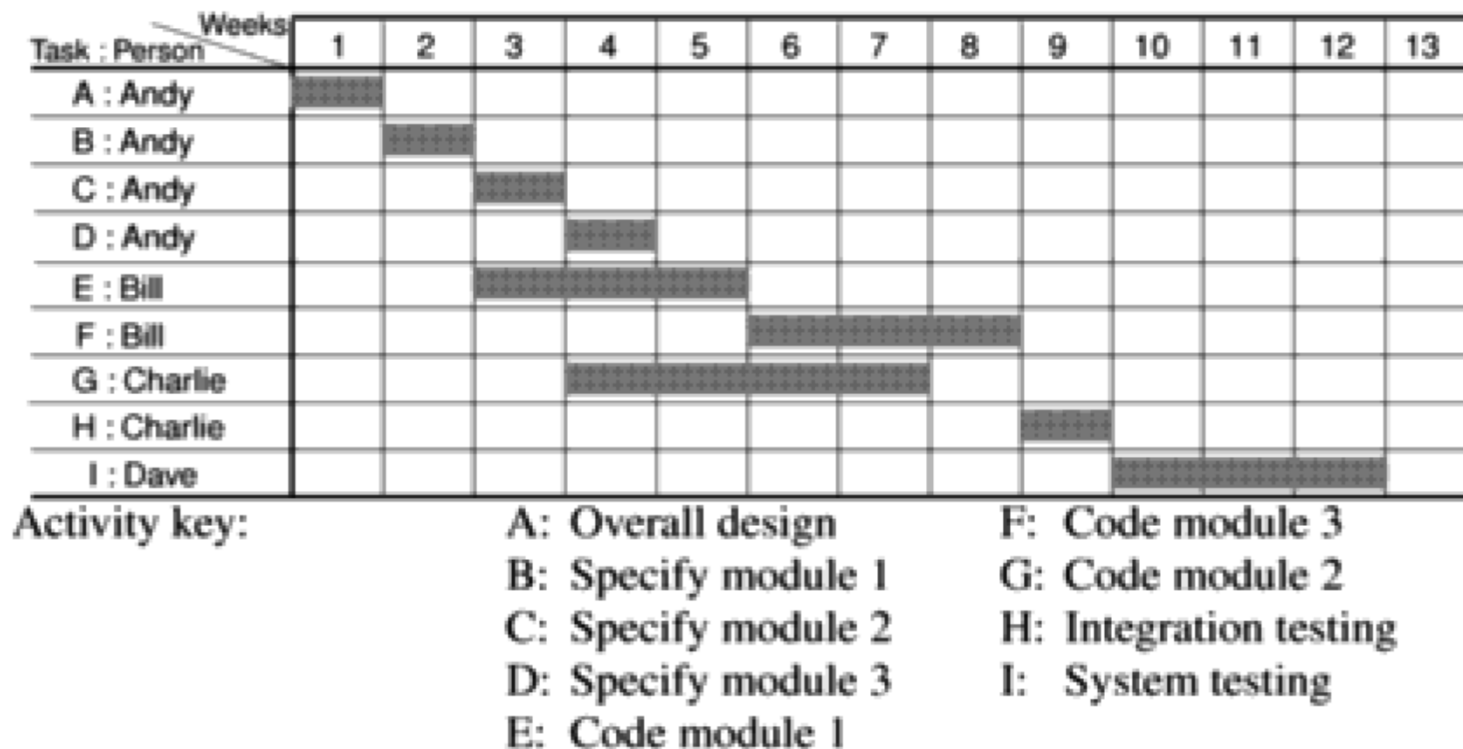 Weeks
Task : Person 1 2 3 4 5 6 7 8 9 10 11 12 13
A : Andy
B : Andy
C : Andy
D : Andy
E : Bill
F : Bill
G : Charlie
H : Charlie
I : Dave
Activity key: A: Overall design F: Code module 3
B: Specify module 1 G: Code module 2
C: Specify module 2 H: Integration testing
D: Specify module 3 I: System testing
E: Code module 1